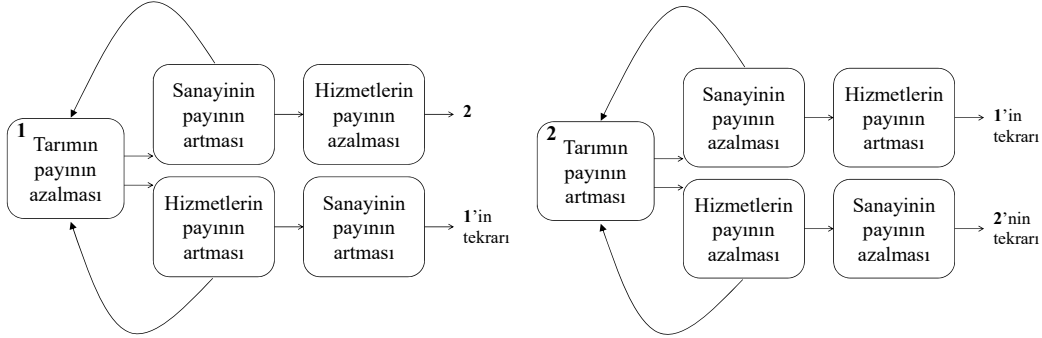 1
Tarımın
payının
azalması
Sanayinin
payının
artması
Hizmetlerin
payının
azalması
2
Hizmetlerin
payının
artması
Sanayinin
payının
artması
1’in
tekrarı
2
Tarımın
payının
artması
Sanayinin
payının
azalması
Hizmetlerin
payının
artması
1’in
tekrarı
Hizmetlerin
payının
azalması
Sanayinin
payının
azalması
2’nin
tekrarı